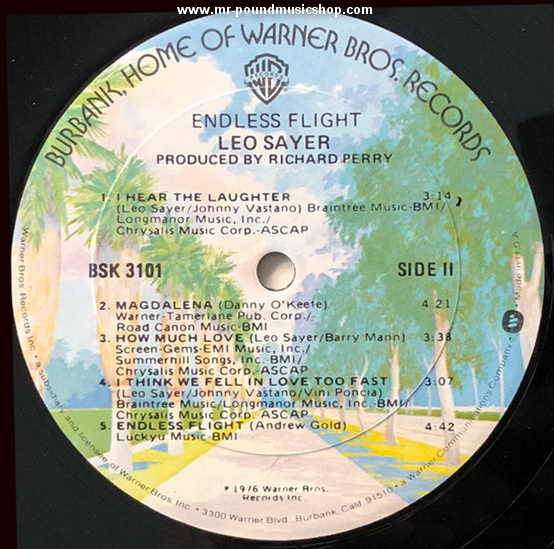 www.mr-poundmusicshop.com
BURBANK, HOME OF WARNER BROS. RECORDS
RECORDS
ENDLESS FLIGHT
LEO SAYER
PRODUCED BY RICHARD PERRY
1. I HEAR THE LAUGHTER 3:14
(Leo Sayer/Johnny Vastano) Braintree Music-BMI/
Longmanor Music, Inc./
Chrysalis Music Corp.-ASCAP
BSK 3101 SIDE II
2. MAGDALENA (Danny O'Keefe) 4:21
Warner-Tamerlane Pub. Corp./
Road Canon Music-BMI
3. HOW MUCH LOVE (Leo Sayer/Barry Mann) 3:38
Screen-Gems-EMI Music, Inc./
Summerhill Songs, Inc.-BMI/
Chrysalis Music Corp.-ASCAP
4. I THINK WE FELL IN LOVE TOO FAST 3:07
(Leo Sayer/Johnny Vastano/Vini Poncia)
Braintree Music/Longmanor Music, Inc.-BMI/
Chrysalis Music Corp.-ASCAP
5. ENDLESS FLIGHT (Andrew Gold) 4:42
Luckyu Music-BMI
℗ 1976 Warner Bros.
Records Inc.
Warner Bros. Records Inc. • a subsidiary and licensee of Warner Bros Inc. • 3300 Warner Blvd., Burbank, Calif. 91510 • a Warner Communications Company. • Made in U.S.A.